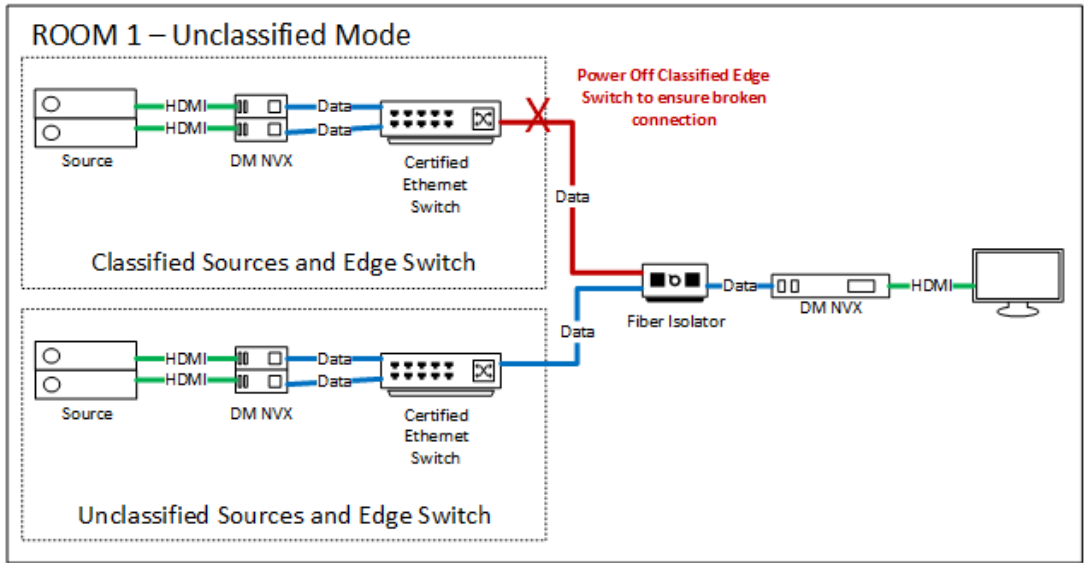 ROOM 1 – Unclassified Mode
Power Off Classified Edge
Switch to ensure broken
connection
HDMI
Data
HDMI
Data
Source
DM NVX
Certified
Ethernet
Switch
Data
Classified Sources and Edge Switch
Fiber Isolator
Data
DM NVX
HDMI
Data
HDMI
Data
HDMI
Data
Source
DM NVX
Certified
Ethernet
Switch
Unclassified Sources and Edge Switch